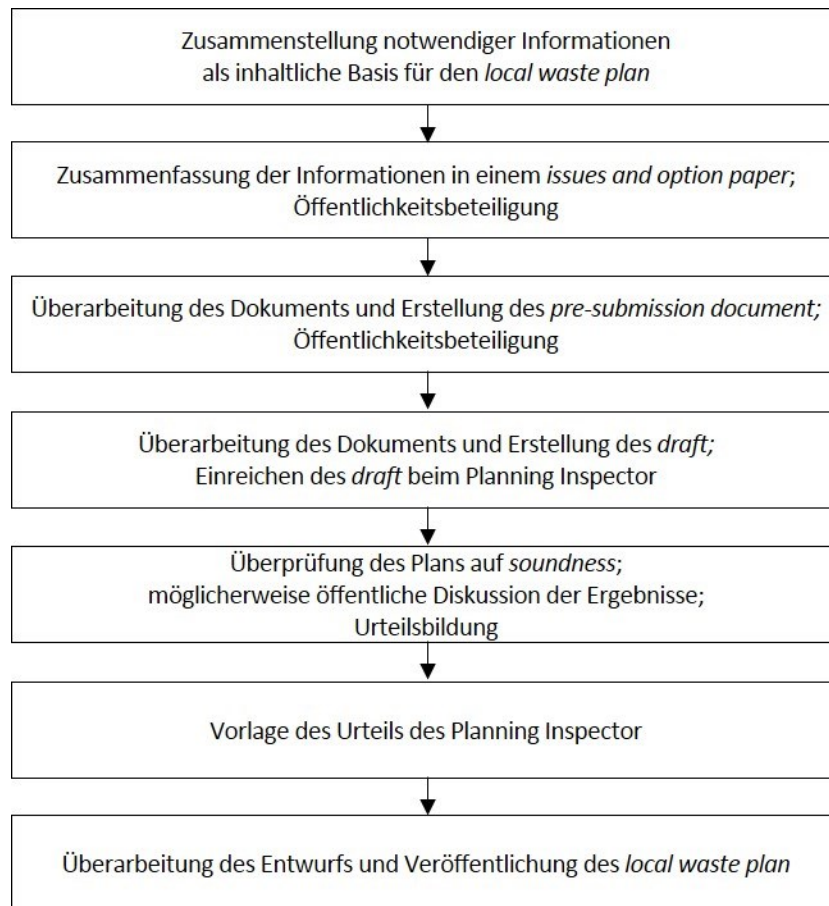 Zusammenstellung notwendiger Informationen
als inhaltliche Basis für den local waste plan
Zusammenfassung der Informationen in einem issues and option paper;
Öffentlichkeitsbeteiligung
Überarbeitung des Dokuments und Erstellung des pre-submission document;
Öffentlichkeitsbeteiligung
Überarbeitung des Dokuments und Erstellung des draft;
Einreichen des draft beim Planning Inspector
Überprüfung des Plans auf soundness;
möglicherweise öffentliche Diskussion der Ergebnisse;
Urteilsbildung
Vorlage des Urteils des Planning Inspector
Überarbeitung des Entwurfs und Veröffentlichung des local waste plan